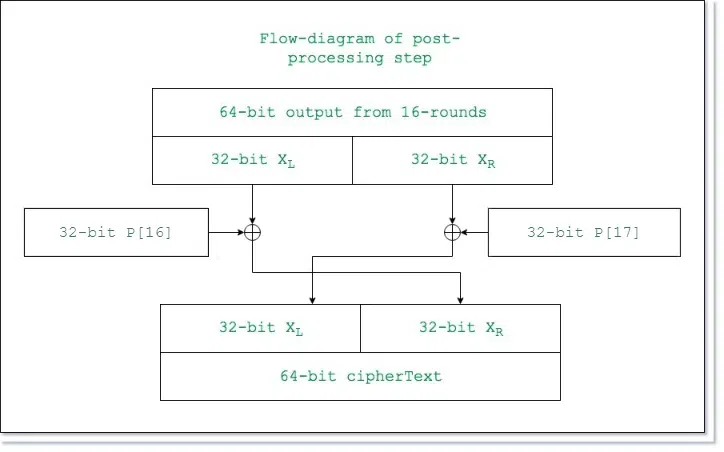 Flow-diagram of post-
processing step
64-bit output from 16-rounds
32-bit XL
32-bit XR
32-bit P[16]
32-bit P[17]
32-bit XL
32-bit XR
64-bit cipherText